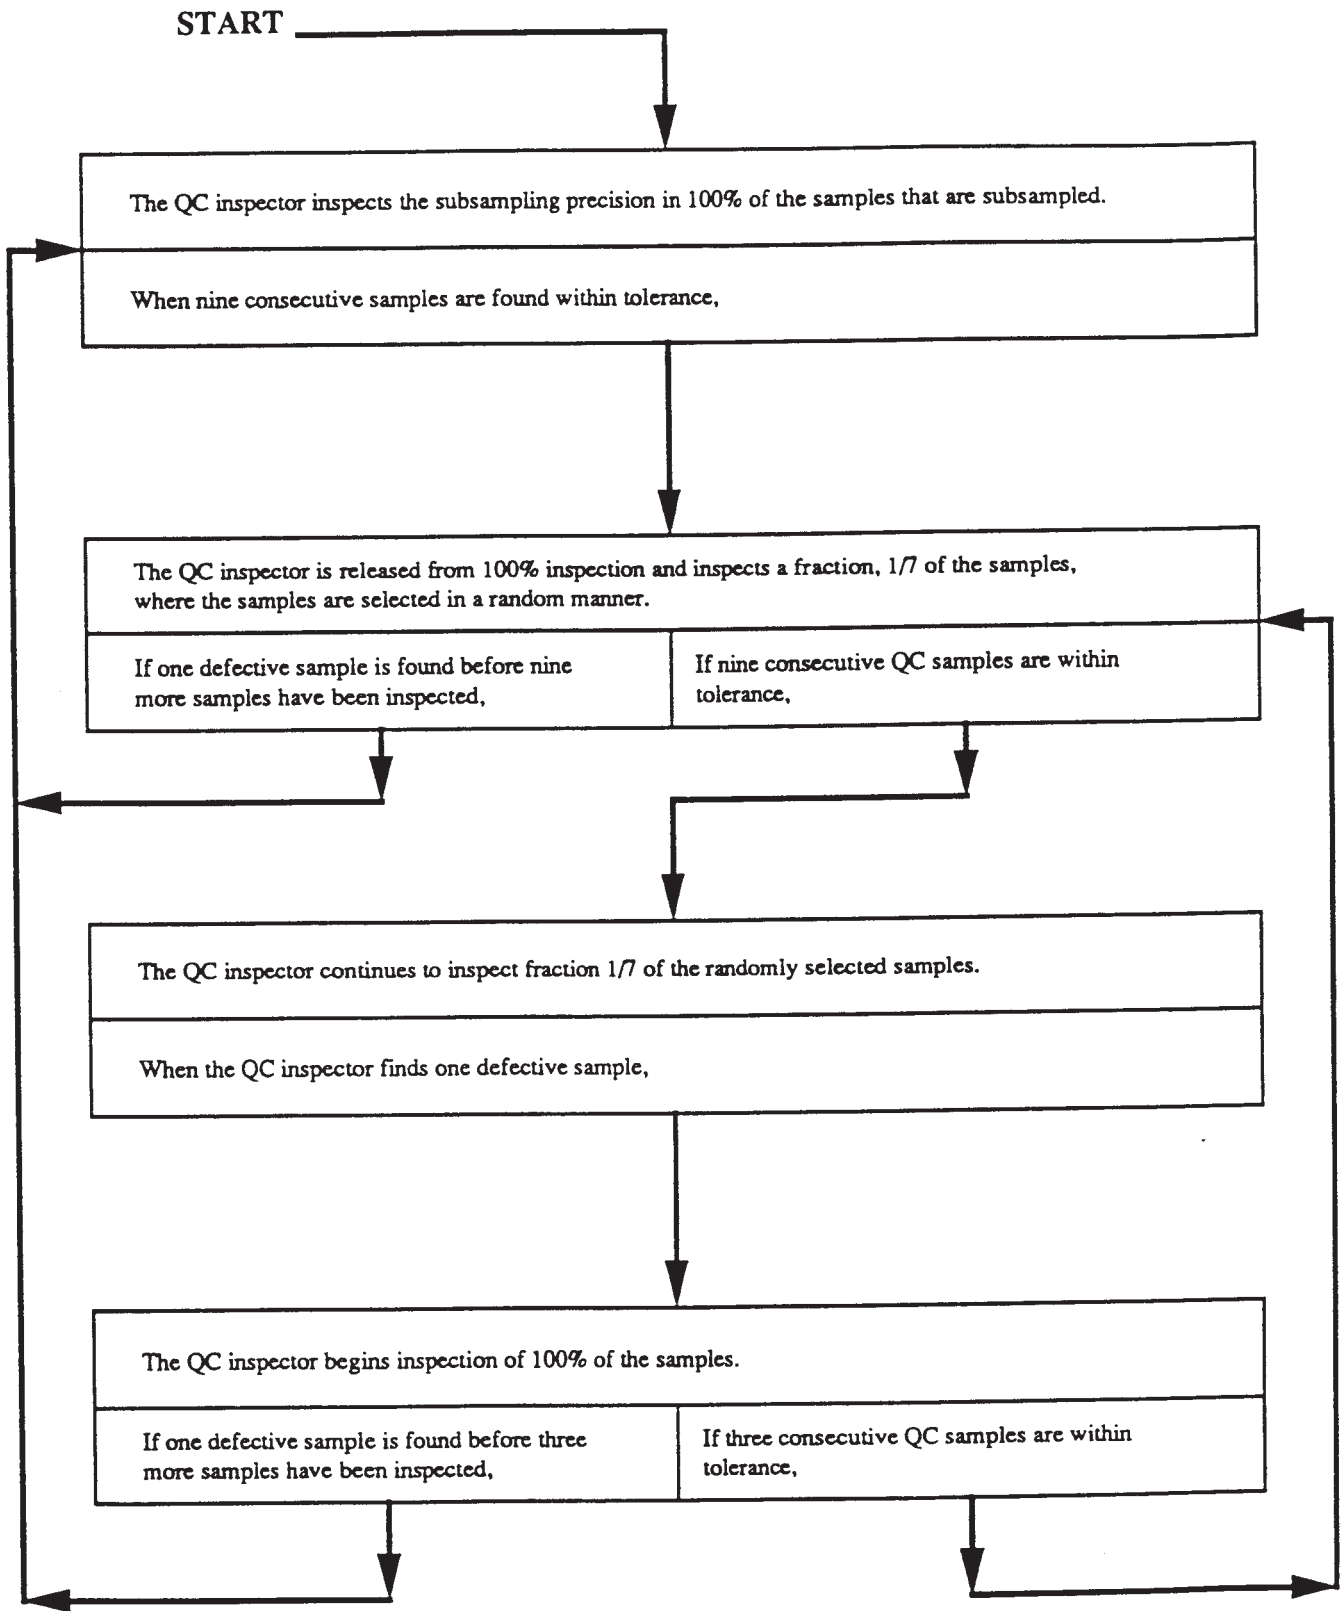 START
The QC inspector inspects the subsampling precision in 100% of the samples that are subsampled.
When nine consecutive samples are found within tolerance,
The QC inspector is released from 100% inspection and inspects a fraction, 1/7 of the samples,
where the samples are selected in a random manner.
If one defective sample is found before nine
more samples have been inspected,
If nine consecutive QC samples are within
tolerance,
The QC inspector continues to inspect fraction 1/7 of the randomly selected samples.
When the QC inspector finds one defective sample,
The QC inspector begins inspection of 100% of the samples.
If one defective sample is found before three
more samples have been inspected,
If three consecutive QC samples are within
tolerance,